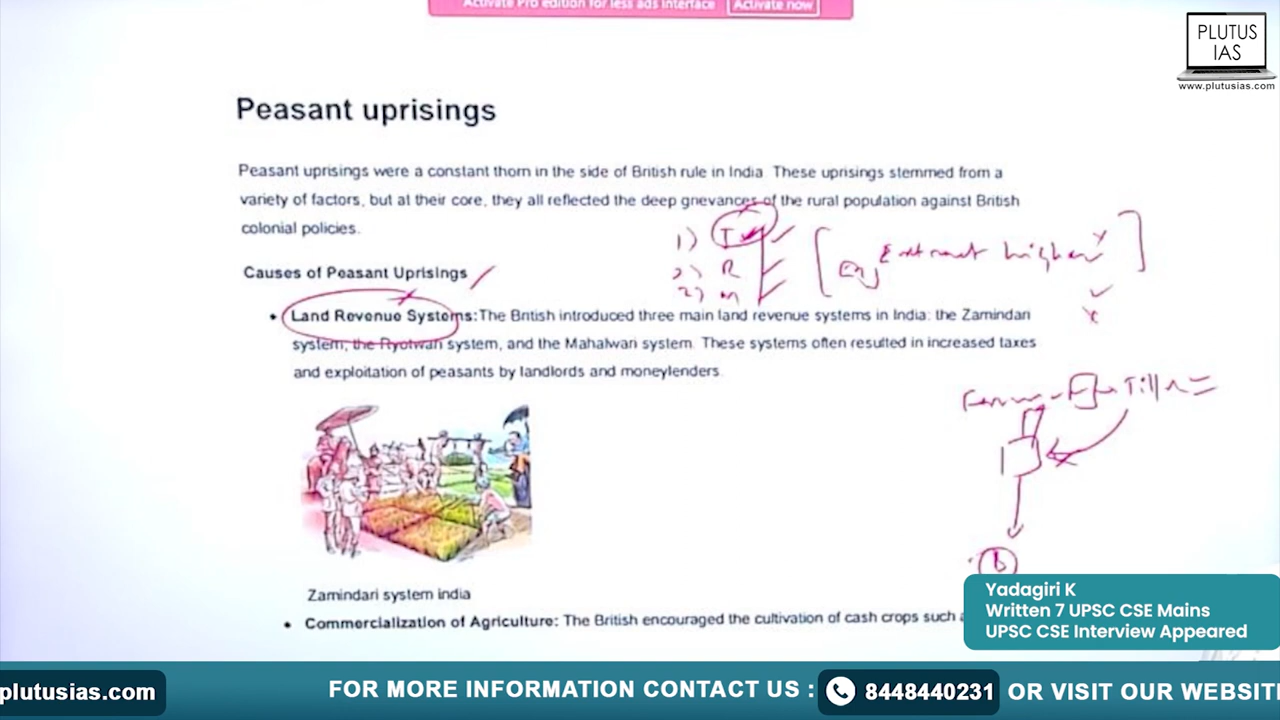 Activate Pro edition for less ads interface
Activate now
PLUTUS
IAS
www.plutusias.com
Peasant uprisings
Peasant uprisings were a constant thorn in the side of British rule in India. These uprisings stemmed from a
variety of factors, but at their core, they all reflected the deep grievances of the rural population against British
colonial policies.
1)
2) R
Causes of Peasant Uprisings
• Land Revenue Systems: The British introduced three main land revenue systems in India: the Zamindari
system, the Ryotwari system, and the Mahalwari system. These systems often resulted in increased taxes
and exploitation of peasants by landlords and moneylenders.
Zamindari system india
• Commercialization of Agriculture: The British encouraged the cultivation of cash crops such
Yadagiri K
Written 7 UPSC CSE Mains
UPSC CSE Interview Appeared
plutusias.com
FOR MORE INFORMATION CONTACT US : 8448440231 OR VISIT OUR WEBSIT